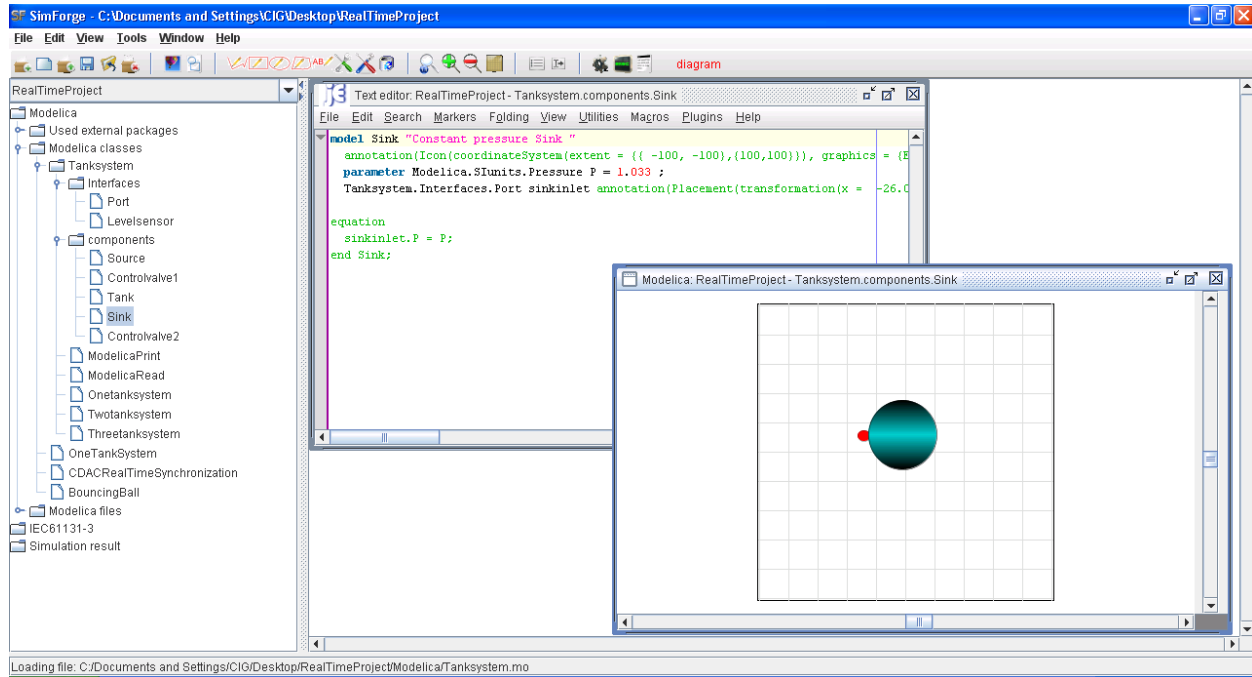 SF SimForge - C:\Documents and Settings\CIG\Desktop\RealTimeProject
File Edit View Tools Window Help
AB
diagram
RealTimeProject
Modelica
Used external packages
Modelica classes
Tanksystem
Interfaces
Port
Levelsensor
components
Source
Controlvalve1
Tank
Sink
Controlvalve2
ModelicaPrint
ModelicaRead
Onetanksystem
Twotanksystem
Threetanksystem
OneTankSystem
CDACRealTimeSynchronization
BouncingBall
Modelica files
IEC61131-3
Simulation result
Text editor: RealTimeProject - Tanksystem.components.Sink
File Edit Search Markers Folding View Utilities Macros Plugins Help
model Sink "Constant pressure Sink "
annotation(Icon(coordinateSystem(extent = {{ -100, -100},{100,100}}), graphics = {E
parameter Modelica.SIunits.Pressure P = 1.033 ;
Tanksystem.Interfaces.Port sinkinlet annotation(Placement(transformation(x = -26.0
equation
sinkinlet.P = P;
end Sink;
Modelica: RealTimeProject - Tanksystem.components.Sink
Loading file: C:/Documents and Settings/CIG/Desktop/RealTimeProject/Modelica/Tanksystem.mo